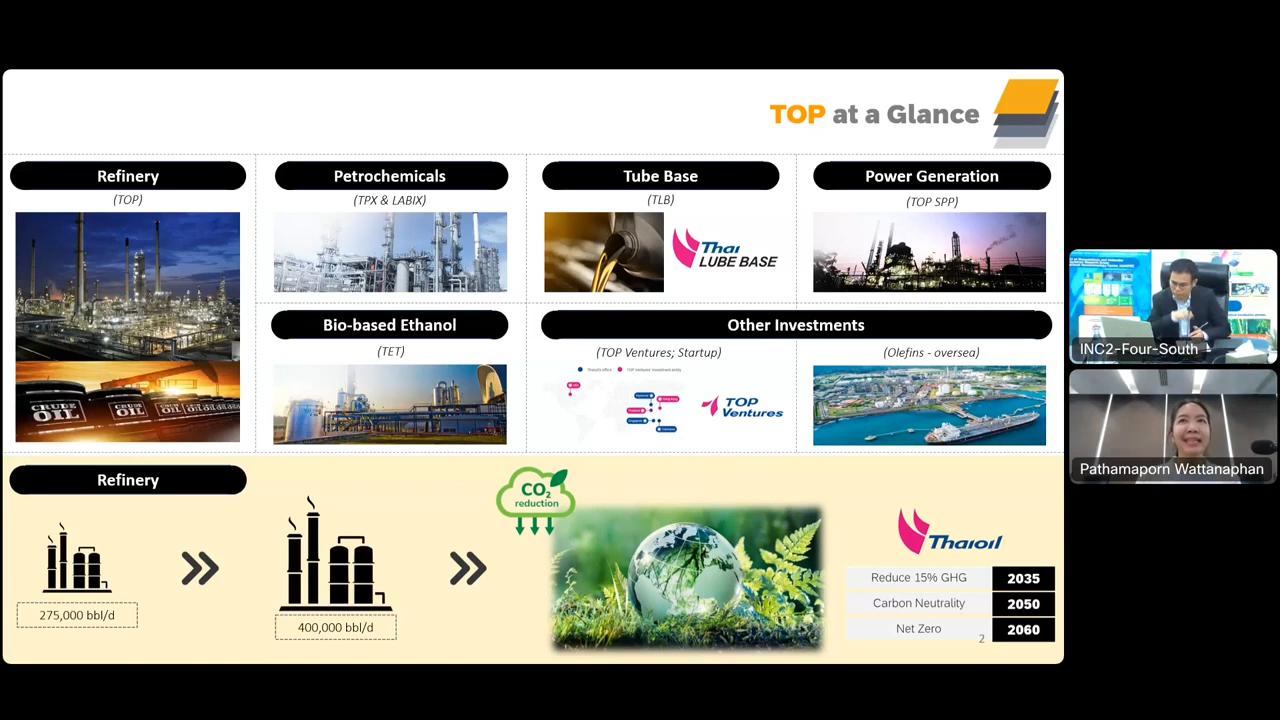 TOP at a Glance
Refinery
(TOP)
CRUDE OIL
CRUDE OIL
CRUDE OIL
Petrochemicals
(TPX & LABIX)
Tube Base
(TLB)
Thai
LUBE BASE
Power Generation
(TOP SPP)
Bio-based Ethanol
(TET)
Other Investments
(TOP Ventures; Startup)
TOP
Ventures
(Olefins - oversea)
Refinery
275,000 bbl/d
400,000 bbl/d
CO2
reduction
Thaioil
Reduce 15% GHG 2035
Carbon Neutrality 2050
Net Zero 2060
2
INC2-Four-South
Pathamaporn Wattanaphan